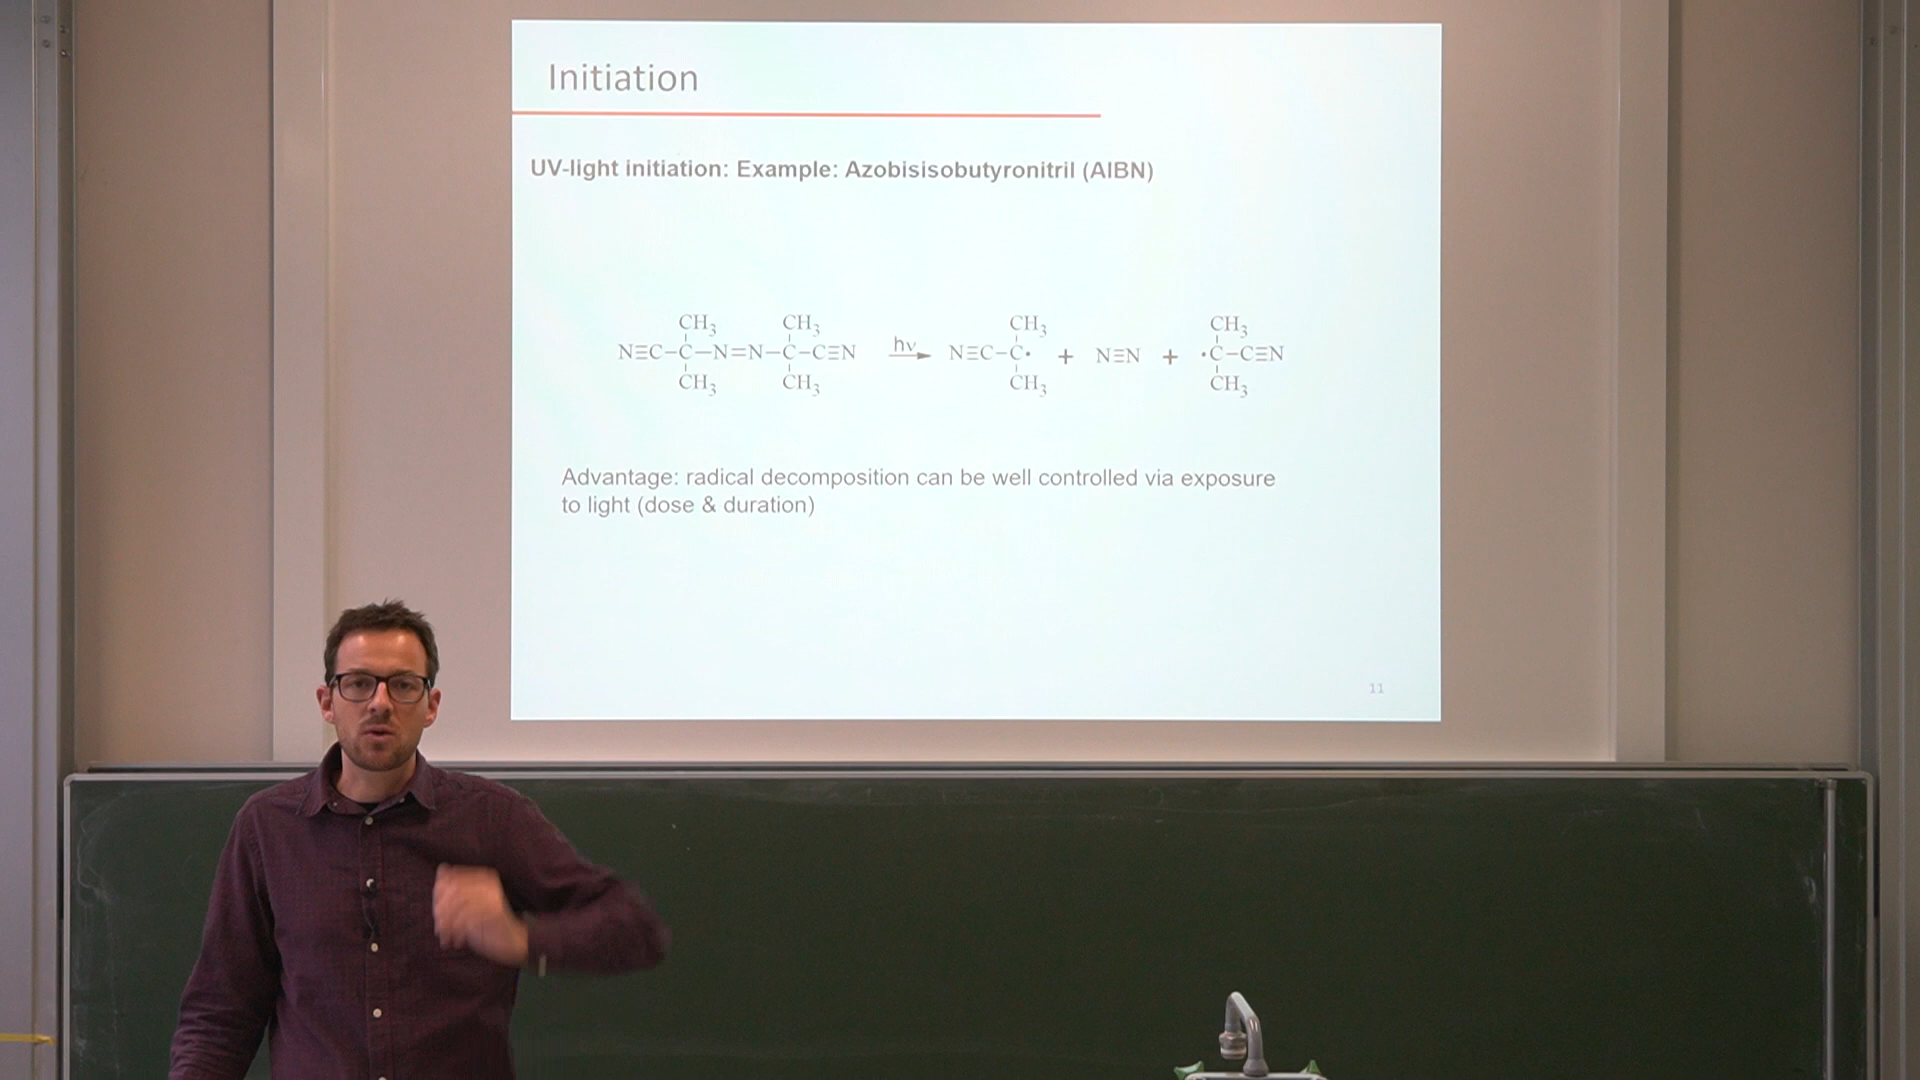 Initiation
UV-light initiation: Example: Azobisisobutyronitril (AIBN)
CH₃ CH₃ CH₃ CH₃
N≡C–C–N=N–C–C≡N hν N≡C–C• + N≡N + •C–C≡N
CH₃ CH₃ CH₃ CH₃
Advantage: radical decomposition can be well controlled via exposure
to light (dose & duration)
11